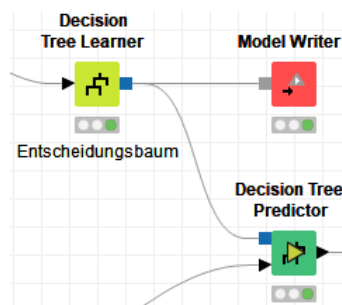 Decision
Tree Learner
Model Writer
Entscheidungsbaum
Decision Tree
Predictor